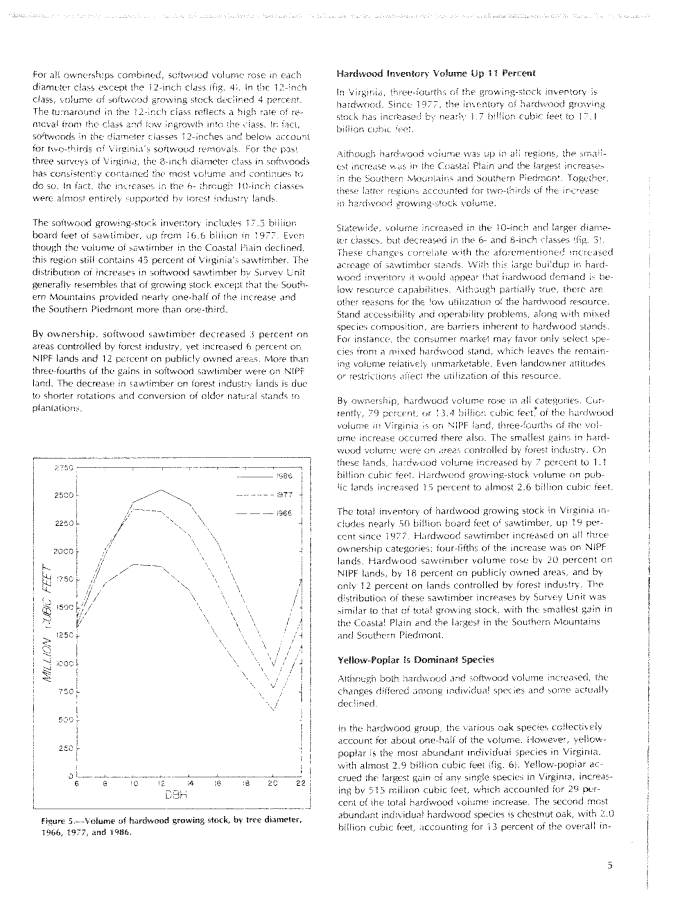 For all ownerships combined, softwood volume rose in each
diameter class except the 12-inch class (fig. 4). In the 12-inch
class, volume of softwood growing stock declined 4 percent.
The turnaround in the 12-inch class reflects a high rate of re-
moval from the class and low ingrowth into the class. In fact,
softwoods in the diameter classes 12-inches and below account
for two-thirds of Virginia's softwood removals. For the past
three surveys of Virginia, the 8-inch diameter class in softwoods
has consistently contained the most volume and continues to
do so. In fact, the increases in the 6- through 10-inch classes
were almost entirely supported by forest industry lands.
The softwood growing-stock inventory includes 17.5 billion
board feet of sawtimber, up from 16.6 billion in 1977. Even
though the volume of sawtimber in the Coastal Plain declined,
this region still contains 45 percent of Virginia's sawtimber. The
distribution of increases in softwood sawtimber by Survey Unit
generally resembles that of growing stock except that the South-
ern Mountains provided nearly one-half of the increase and
the Southern Piedmont more than one-third.
By ownership, softwood sawtimber decreased 3 percent on
areas controlled by forest industry, yet increased 6 percent on
NIPF lands and 12 percent on publicly owned areas. More than
three-fourths of the gains in softwood sawtimber were on NIPF
land. The decrease in sawtimber on forest industry lands is due
to shorter rotations and conversion of older natural stands to
plantations.
2750
1986
2500
1977
1966
2250
2000
1750
1500
1250
1000
750
500
250
0
MILLION CUBIC FEET
6 8 10 12 14 16 18 20 22
DBH
Figure 5.—Volume of hardwood growing stock, by tree diameter,
1966, 1977, and 1986.
Hardwood Inventory Volume Up 11 Percent
In Virginia, three-fourths of the growing-stock inventory is
hardwood. Since 1977, the inventory of hardwood growing
stock has increased by nearly 1.7 billion cubic feet to 17.1
billion cubic feet.
Although hardwood volume was up in all regions, the small-
est increase was in the Coastal Plain and the largest increases
in the Southern Mountains and Southern Piedmont. Together,
these latter regions accounted for two-thirds of the increase
in hardwood growing-stock volume.
Statewide, volume increased in the 10-inch and larger diame-
ter classes, but decreased in the 6- and 8-inch classes (fig. 5).
These changes correlate with the aforementioned increased
acreage of sawtimber stands. With this large buildup in hard-
wood inventory it would appear that hardwood demand is be-
low resource capabilities. Although partially true, there are
other reasons for the low utilization of the hardwood resource.
Stand accessibility and operability problems, along with mixed
species composition, are barriers inherent to hardwood stands.
For instance, the consumer market may favor only select spe-
cies from a mixed hardwood stand, which leaves the remain-
ing volume relatively unmarketable. Even landowner attitudes
or restrictions affect the utilization of this resource.
By ownership, hardwood volume rose in all categories. Cur-
rently, 79 percent, or 13.4 billion cubic feet, of the hardwood
volume in Virginia is on NIPF land, three-fourths of the vol-
ume increase occurred there also. The smallest gains in hard-
wood volume were on areas controlled by forest industry. On
these lands, hardwood volume increased by 7 percent to 1.1
billion cubic feet. Hardwood growing-stock volume on pub-
lic lands increased 15 percent to almost 2.6 billion cubic feet.
The total inventory of hardwood growing stock in Virginia in-
cludes nearly 50 billion board feet of sawtimber, up 19 per-
cent since 1977. Hardwood sawtimber increased on all three
ownership categories; four-fifths of the increase was on NIPF
lands. Hardwood sawtimber volume rose by 20 percent on
NIPF lands, by 18 percent on publicly owned areas, and by
only 12 percent on lands controlled by forest industry. The
distribution of these sawtimber increases by Survey Unit was
similar to that of total growing stock, with the smallest gain in
the Coastal Plain and the largest in the Southern Mountains
and Southern Piedmont.
Yellow-Poplar Is Dominant Species
Although both hardwood and softwood volume increased, the
changes differed among individual species and some actually
declined.
In the hardwood group, the various oak species collectively
account for about one-half of the volume. However, yellow-
poplar is the most abundant individual species in Virginia,
with almost 2.9 billion cubic feet (fig. 6). Yellow-poplar ac-
crued the largest gain of any single species in Virginia, increas-
ing by 515 million cubic feet, which accounted for 29 per-
cent of the total hardwood volume increase. The second most
abundant individual hardwood species is chestnut oak, with 2.0
billion cubic feet, accounting for 13 percent of the overall in-
5